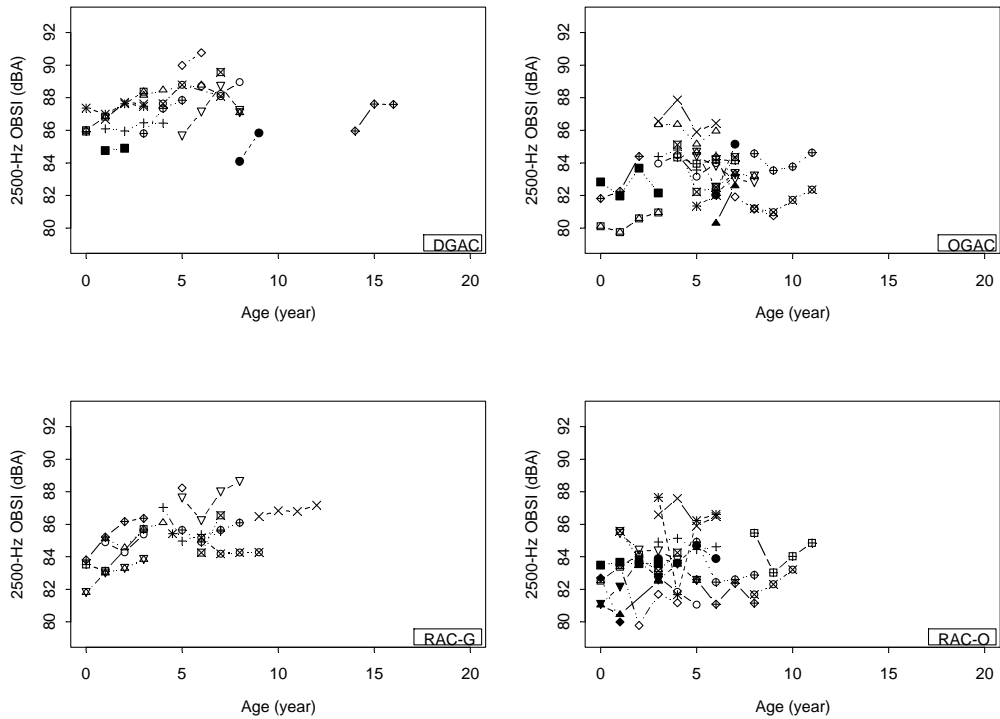 2500-Hz OBSI (dBA)
80 82 84 86 88 90 92
0 5 10 15 20
Age (year)
DGAC
2500-Hz OBSI (dBA)
80 82 84 86 88 90 92
0 5 10 15 20
Age (year)
OGAC
2500-Hz OBSI (dBA)
80 82 84 86 88 90 92
0 5 10 15 20
Age (year)
RAC-G
2500-Hz OBSI (dBA)
80 82 84 86 88 90 92
0 5 10 15 20
Age (year)
RAC-O